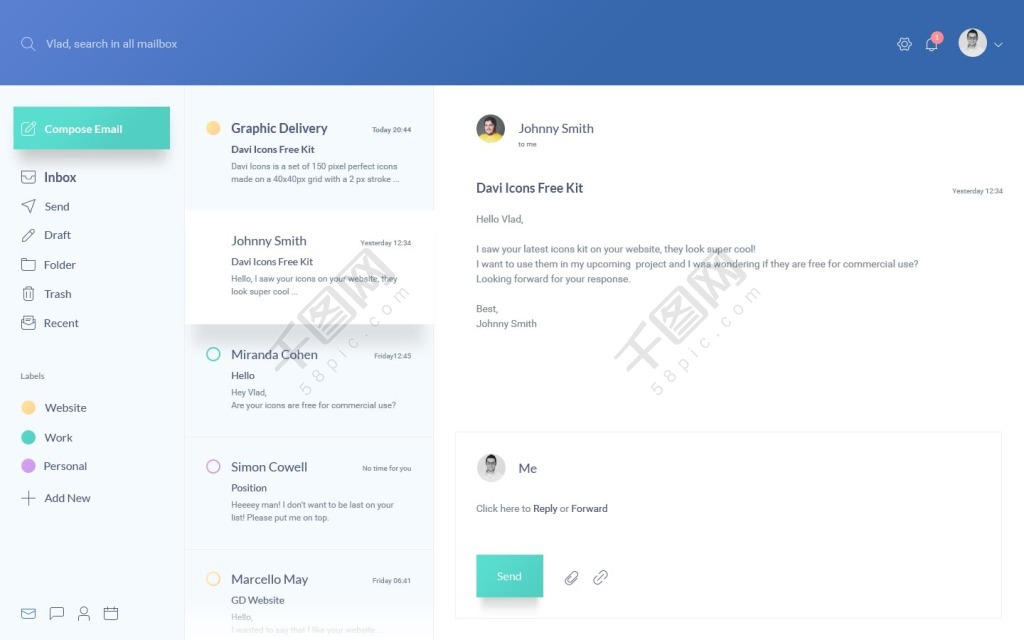 Vlad, search in all mailbox
1
Compose Email
Inbox
Send
Draft
Folder
Trash
Recent
Labels
Website
Work
Personal
Add New
Graphic Delivery
Today 20:44
Davi Icons Free Kit
Davi Icons is a set of 150 pixel perfect icons
made on a 40x40px grid with a 2 px stroke ...
Johnny Smith
Yesterday 12:34
Davi Icons Free Kit
Hello, I saw your icons on your website, they
look super cool ...
Miranda Cohen
Friday12:45
Hello
Hey Vlad,
Are your icons are free for commercial use?
Simon Cowell
No time for you
Position
Heeeey man! I don't want to be last on your
list! Please put me on top.
Marcello May
Friday 06:41
GD Website
Hello,
I wanted to say that I like your website...
Johnny Smith
to me
Davi Icons Free Kit
Yesterday 12:34
Hello Vlad,
I saw your latest icons kit on your website, they look super cool!
I want to use them in my upcoming project and I was wondering if they are free for commercial use?
Looking forward for your response.
Best,
Johnny Smith
Me
Click here to Reply or Forward
Send
千图网
58pic.com
千图网
58pic.com